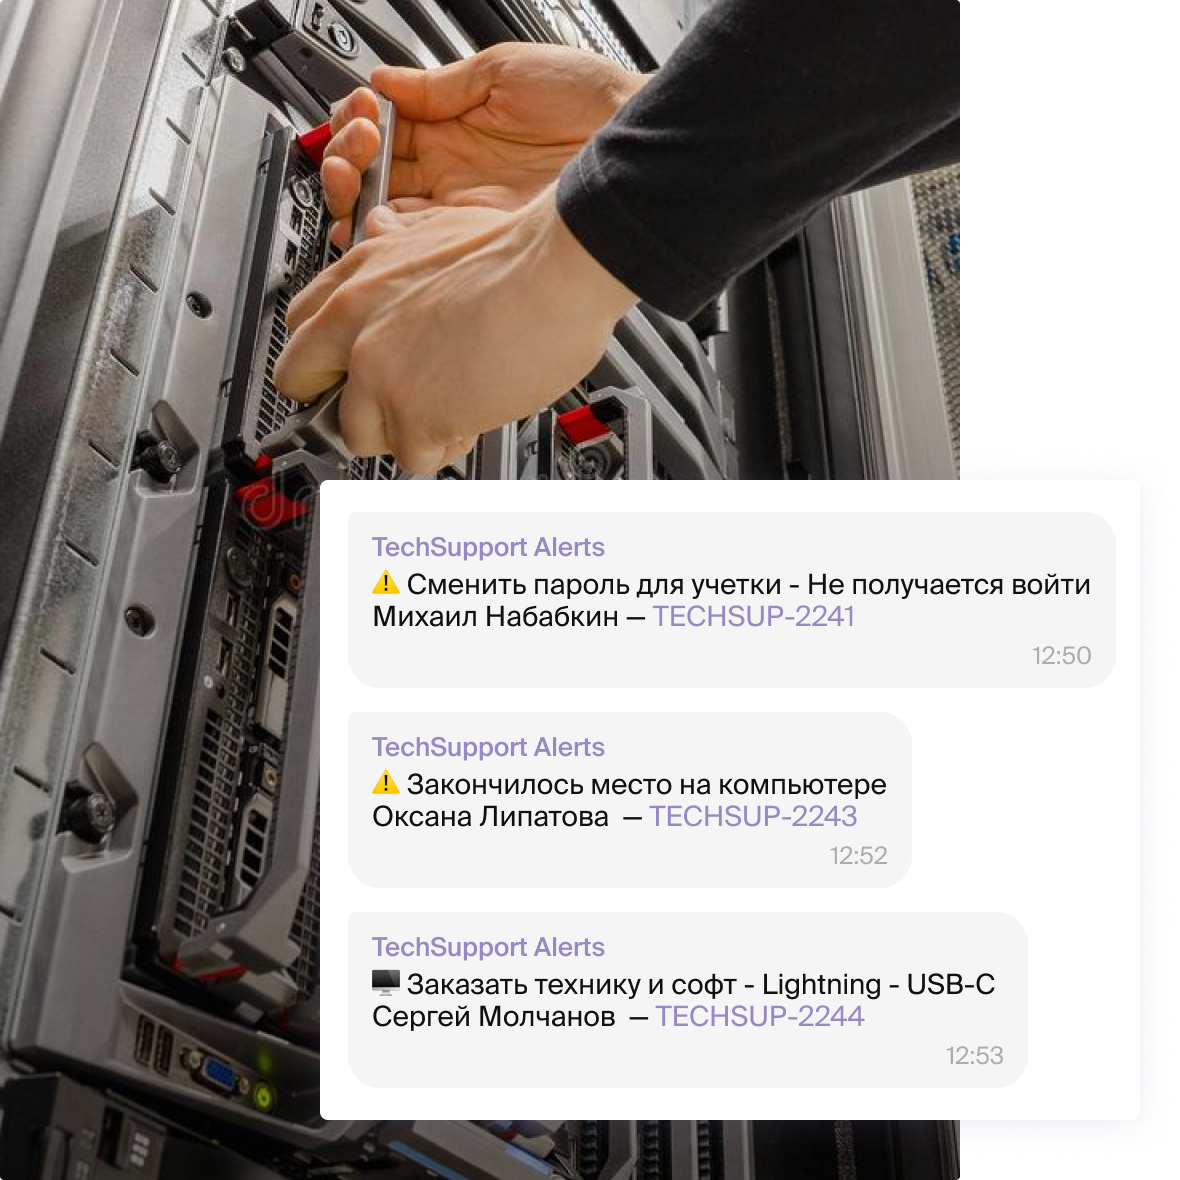 TechSupport Alerts
⚠️ Сменить пароль для учетки - Не получается войти
Михаил Набабкин — TECHSUP-2241
12:50
TechSupport Alerts
⚠️ Закончилось место на компьютере
Оксана Липатова — TECHSUP-2243
12:52
TechSupport Alerts
🖥️ Заказать технику и софт - Lightning - USB-C
Сергей Молчанов — TECHSUP-2244
12:53